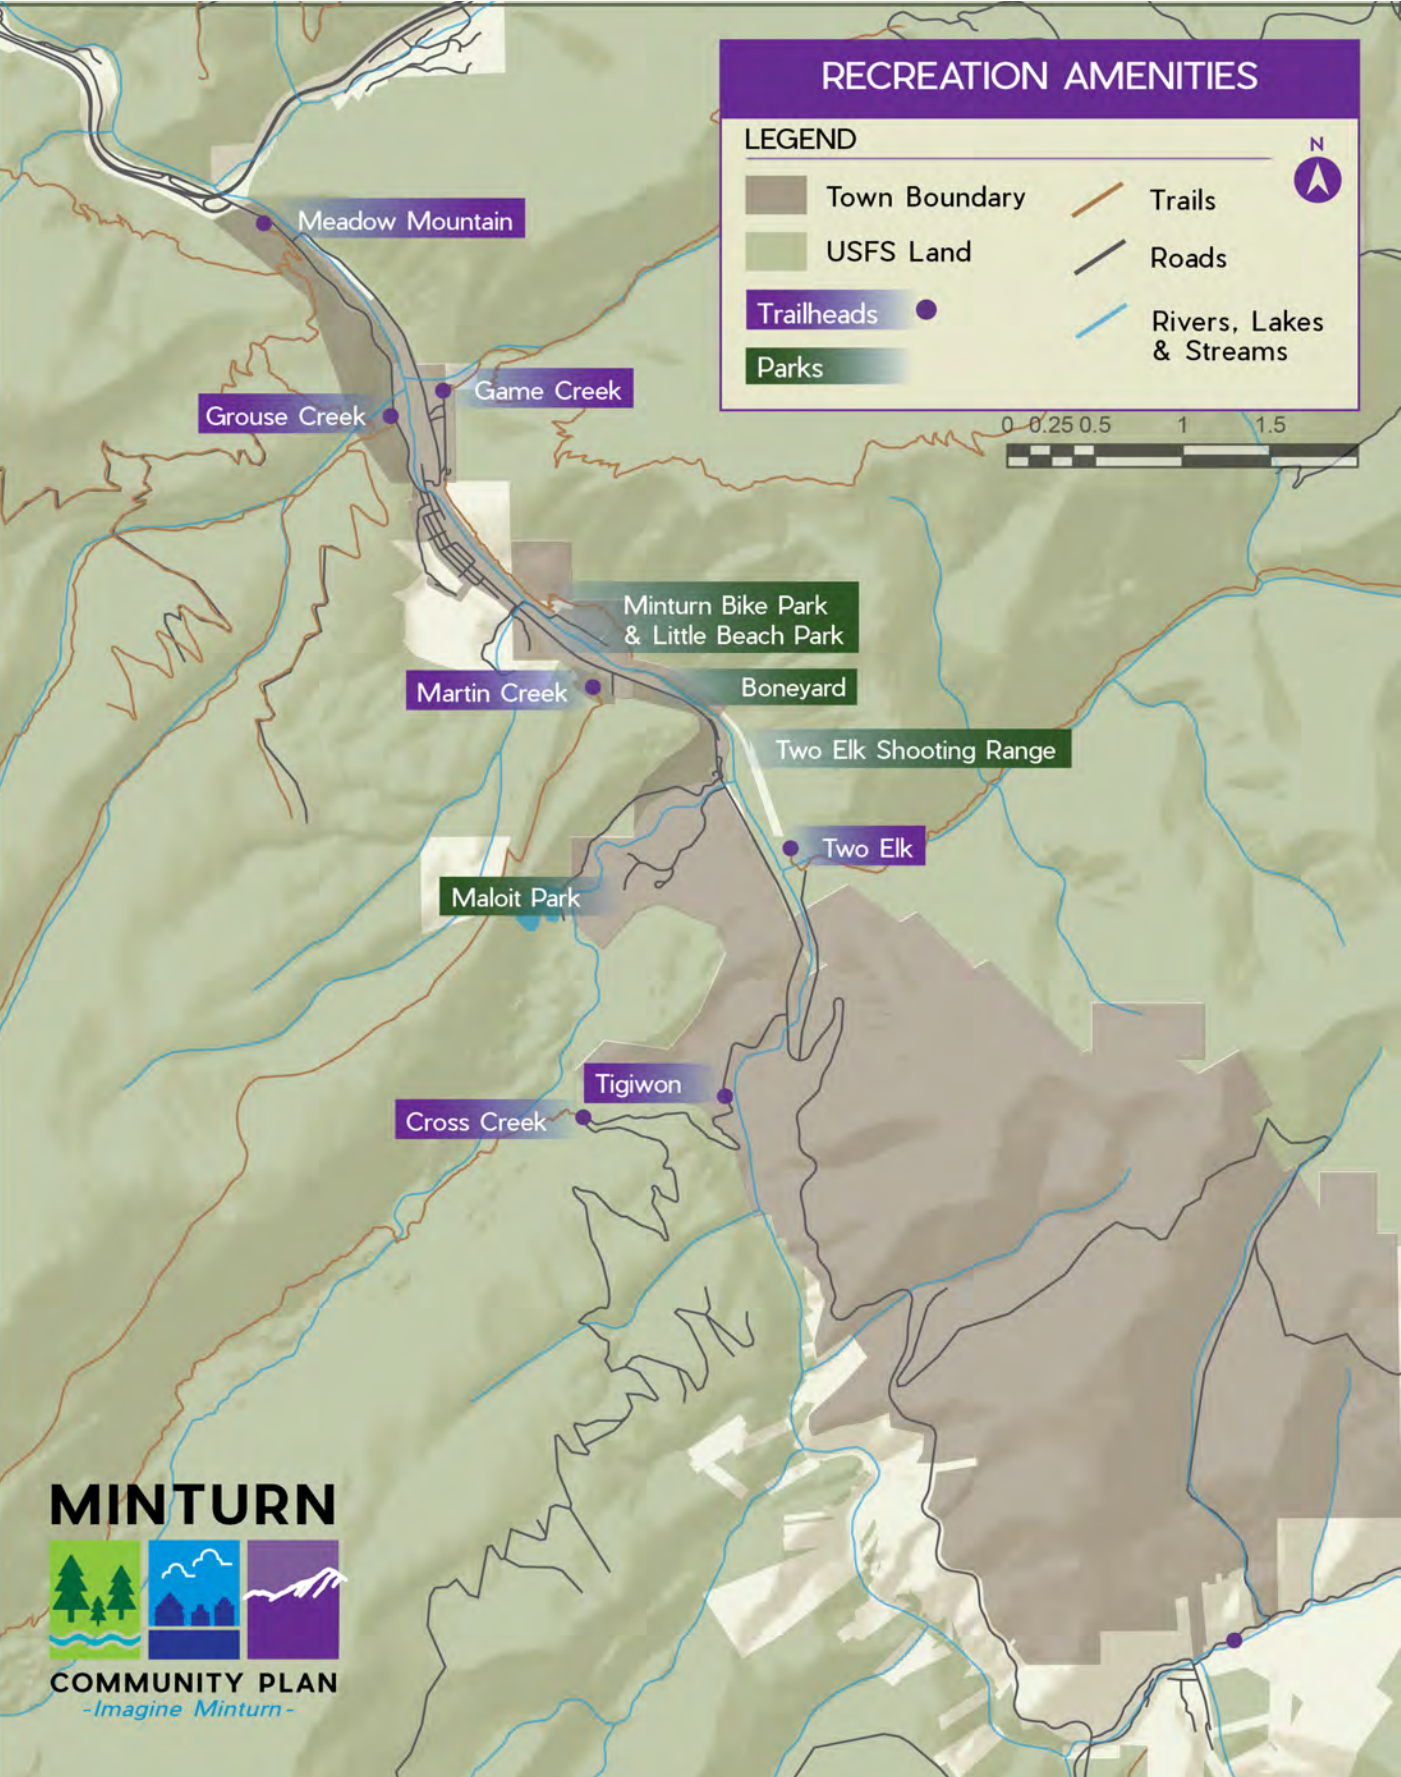 RECREATION AMENITIES
LEGEND
N
Town Boundary
Trails
USFS Land
Roads
Trailheads
Rivers, Lakes
& Streams
Parks
0 0.25 0.5 1 1.5
Meadow Mountain
Game Creek
Grouse Creek
Minturn Bike Park
& Little Beach Park
Martin Creek
Boneyard
Two Elk Shooting Range
Two Elk
Maloit Park
Tigiwon
Cross Creek
MINTURN
COMMUNITY PLAN
-Imagine Minturn-